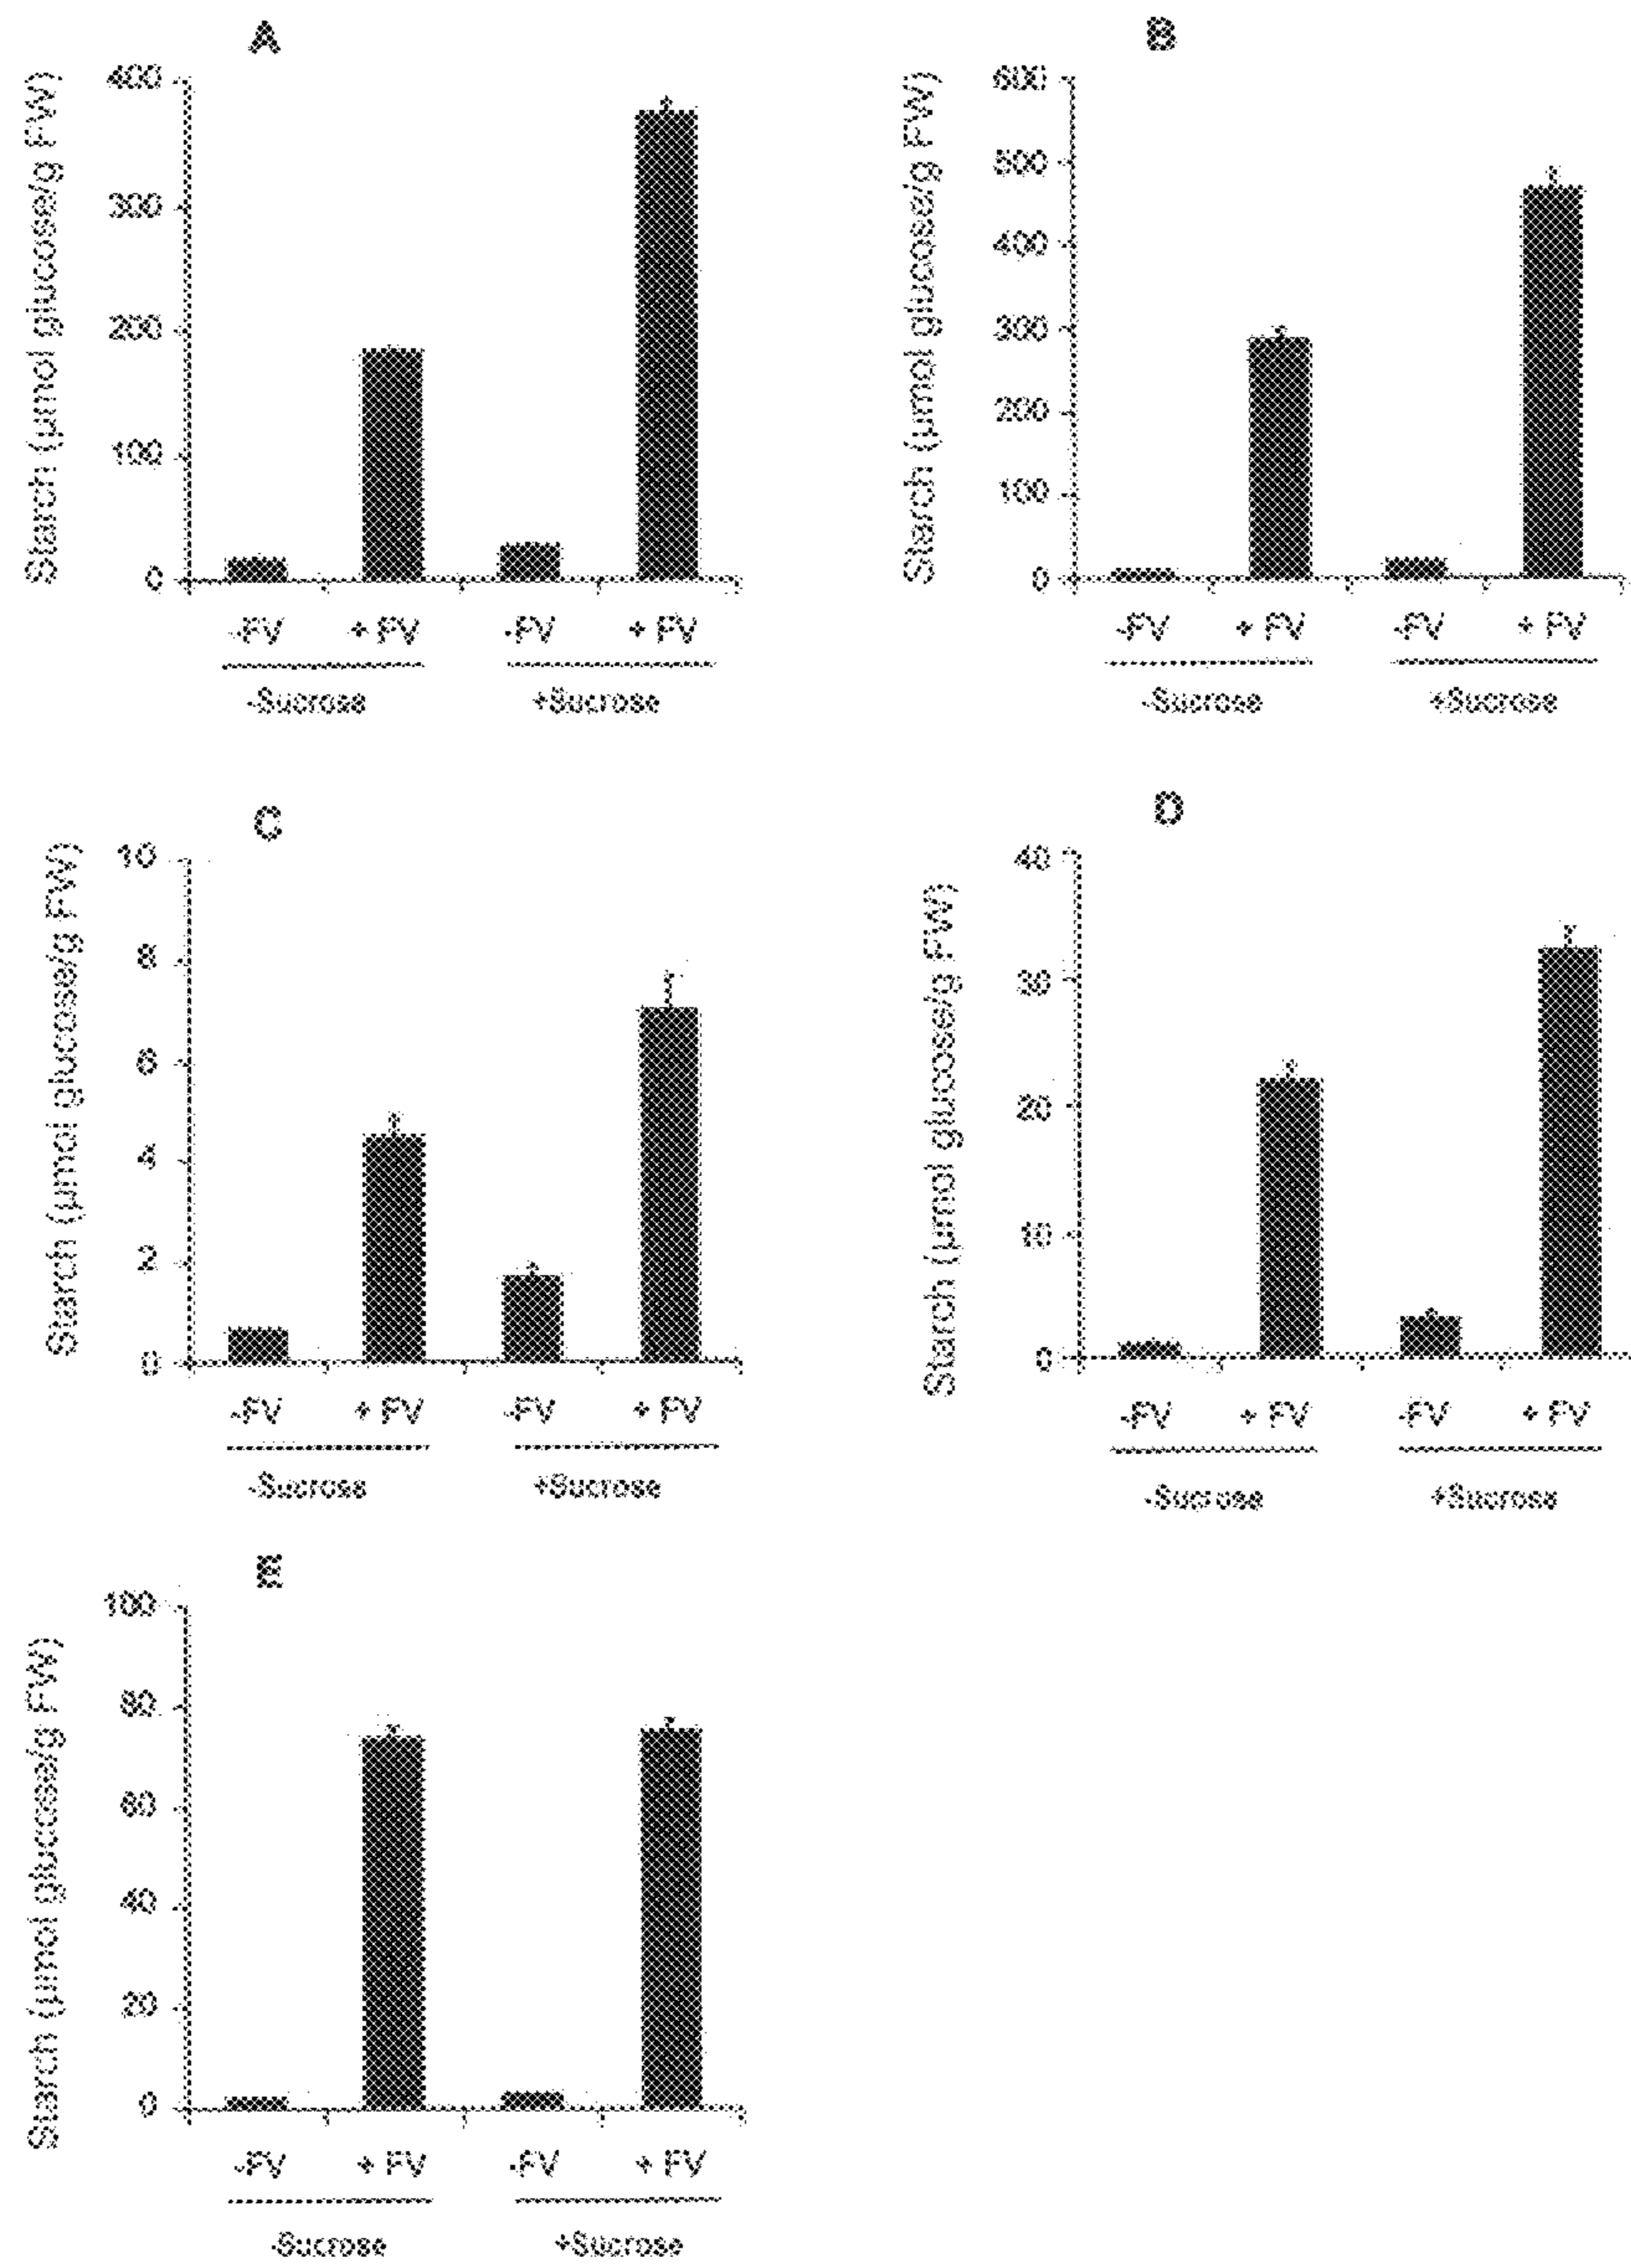 A
Starch (µmol glucose/g FW)
400
300
200
100
0
-FV + FV -FV + FV
-Sucrose +Sucrose
B
Starch (µmol glucose/g FW)
600
500
400
300
200
100
0
-FV + FV -FV + FV
-Sucrose +Sucrose
C
Starch (µmol glucose/g FW)
10
8
6
4
2
0
-FV + FV -FV + FV
-Sucrose +Sucrose
D
Starch (µmol glucose/g FW)
40
30
20
10
0
-FV + FV -FV + FV
-Sucrose +Sucrose
E
Starch (µmol glucose/g FW)
100
80
60
40
20
0
-FV + FV -FV + FV
-Sucrose +Sucrose